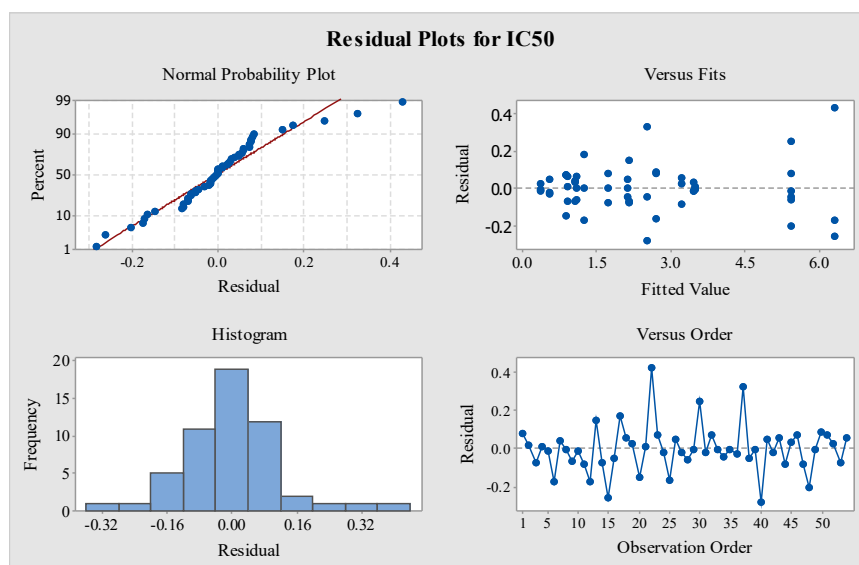 Residual Plots for IC50
Normal Probability Plot
99
90
50
10
1
Percent
-0.2 0.0 0.2 0.4
Residual
Versus Fits
0.4
0.2
0.0
-0.2
Residual
0.0 1.5 3.0 4.5 6.0
Fitted Value
Histogram
20
15
10
5
0
Frequency
-0.32 -0.16 0.00 0.16 0.32
Residual
Versus Order
0.4
0.2
0.0
-0.2
Residual
1 5 10 15 20 25 30 35 40 45 50
Observation Order